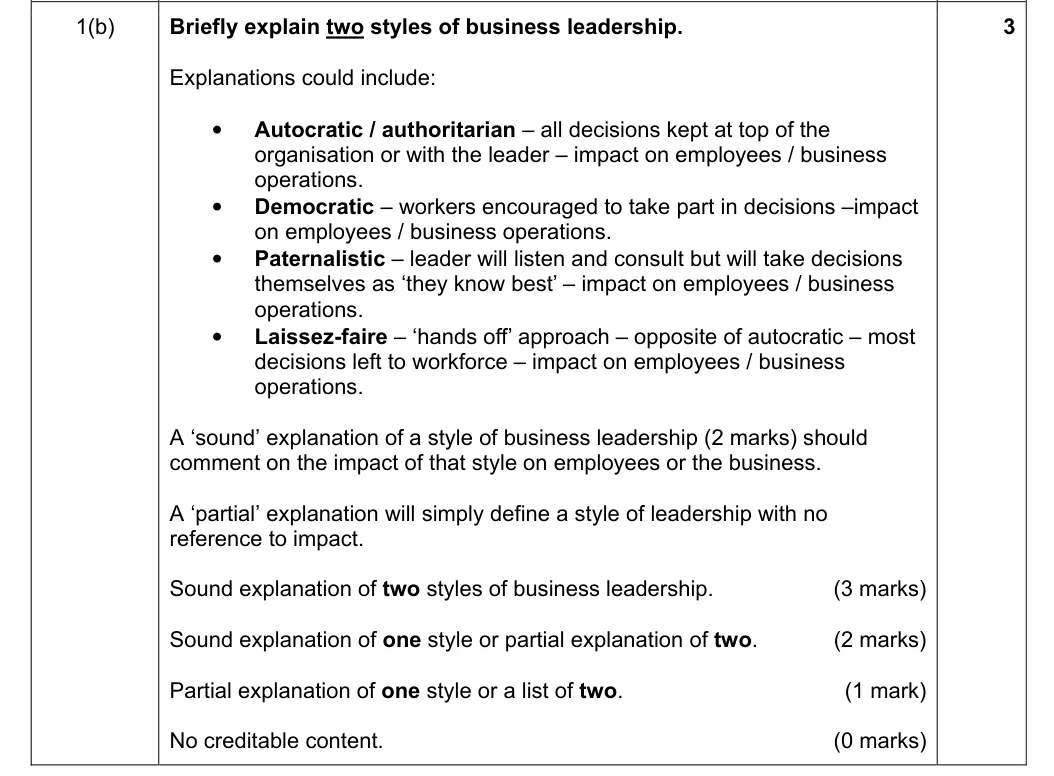 1(b) Briefly explain two styles of business leadership. 3
Explanations could include:
• Autocratic / authoritarian – all decisions kept at top of the
organisation or with the leader – impact on employees / business
operations.
• Democratic – workers encouraged to take part in decisions –impact
on employees / business operations.
• Paternalistic – leader will listen and consult but will take decisions
themselves as ‘they know best’ – impact on employees / business
operations.
• Laissez-faire – ‘hands off’ approach – opposite of autocratic – most
decisions left to workforce – impact on employees / business
operations.
A ‘sound’ explanation of a style of business leadership (2 marks) should
comment on the impact of that style on employees or the business.
A ‘partial’ explanation will simply define a style of leadership with no
reference to impact.
Sound explanation of two styles of business leadership. (3 marks)
Sound explanation of one style or partial explanation of two. (2 marks)
Partial explanation of one style or a list of two. (1 mark)
No creditable content. (0 marks)